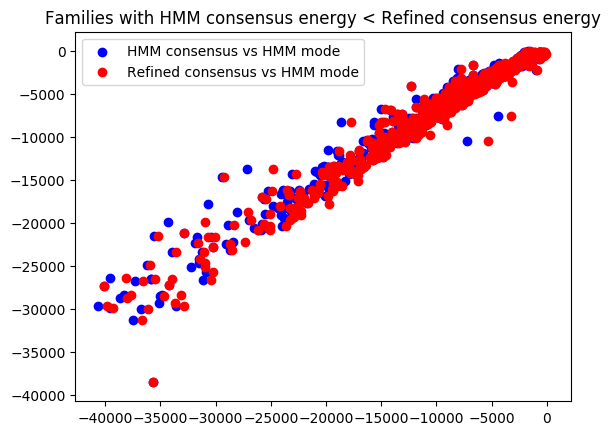 Families with HMM consensus energy < Refined consensus energy
HMM consensus vs HMM mode
Refined consensus vs HMM mode
0
−5000
−10000
−15000
−20000
−25000
−30000
−35000
−40000
−40000 −35000 −30000 −25000 −20000 −15000 −10000 −5000 0